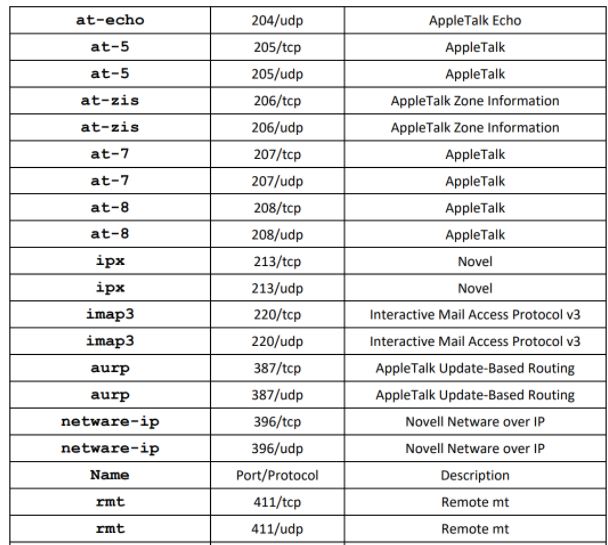 at-echo 204/udp AppleTalk Echo
at-5 205/tcp AppleTalk
at-5 205/udp AppleTalk
at-zis 206/tcp AppleTalk Zone Information
at-zis 206/udp AppleTalk Zone Information
at-7 207/tcp AppleTalk
at-7 207/udp AppleTalk
at-8 208/tcp AppleTalk
at-8 208/udp AppleTalk
ipx 213/tcp Novel
ipx 213/udp Novel
imap3 220/tcp Interactive Mail Access Protocol v3
imap3 220/udp Interactive Mail Access Protocol v3
aurp 387/tcp AppleTalk Update-Based Routing
aurp 387/udp AppleTalk Update-Based Routing
netware-ip 396/tcp Novell Netware over IP
netware-ip 396/udp Novell Netware over IP
Name Port/Protocol Description
rmt 411/tcp Remote mt
rmt 411/udp Remote mt